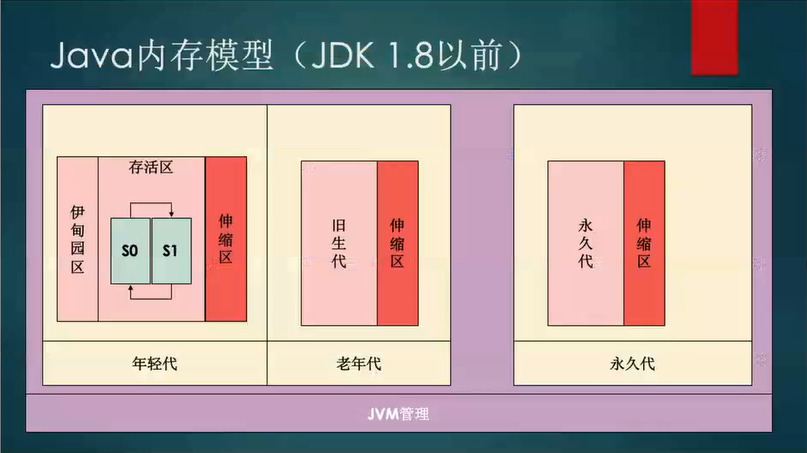 Java内存模型（JDK 1.8以前）
伊甸园区
存活区
S0
S1
伸缩区
旧生代
伸缩区
永久代
伸缩区
年轻代
老年代
永久代
JVM管理